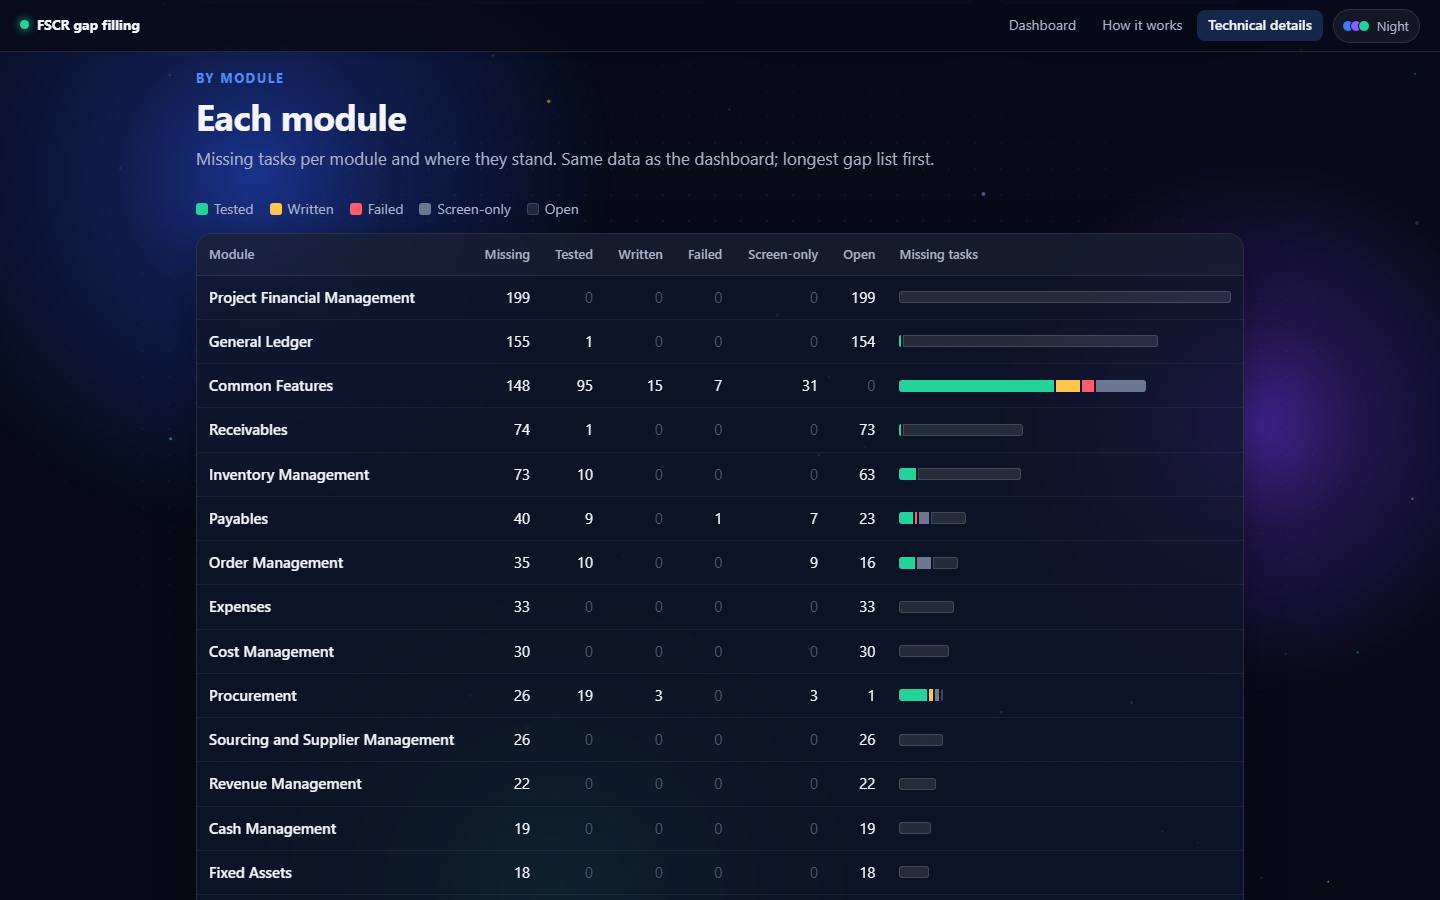 FSCR gap filling Dashboard How it works Technical details Night
BY MODULE
Each module
Missing tasks per module and where they stand. Same data as the dashboard; longest gap list first.
Tested Written Failed Screen-only Open
Module Missing Tested Written Failed Screen-only Open Missing tasks
Project Financial Management 199 0 0 0 0 199
General Ledger 155 1 0 0 0 154
Common Features 148 95 15 7 31 0
Receivables 74 1 0 0 0 73
Inventory Management 73 10 0 0 0 63
Payables 40 9 0 1 7 23
Order Management 35 10 0 0 9 16
Expenses 33 0 0 0 0 33
Cost Management 30 0 0 0 0 30
Procurement 26 19 3 0 3 1
Sourcing and Supplier Management 26 0 0 0 0 26
Revenue Management 22 0 0 0 0 22
Cash Management 19 0 0 0 0 19
Fixed Assets 18 0 0 0 0 18